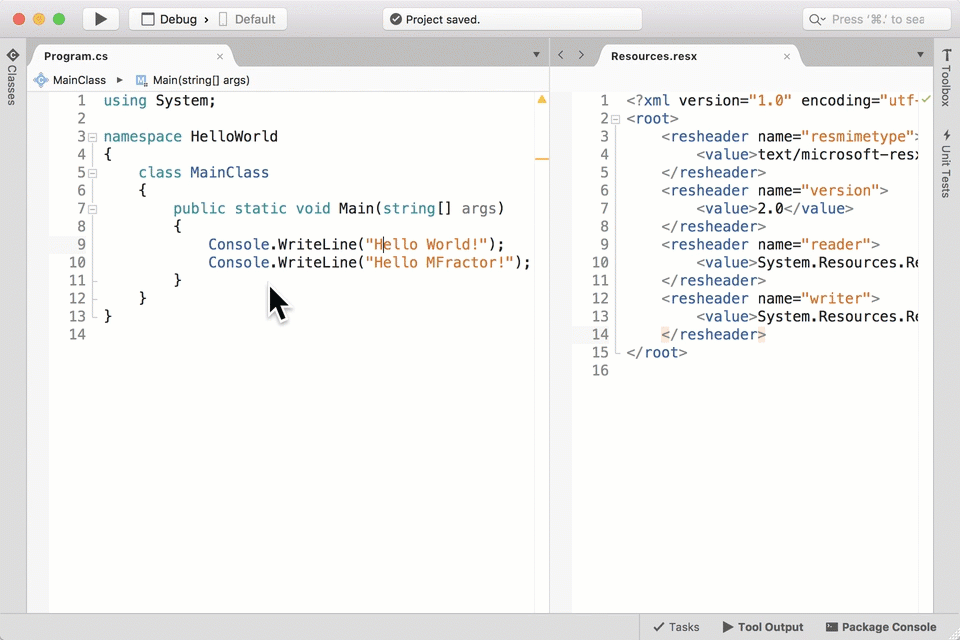 Debug › Default
Project saved.
Press ‘⌘.’ to sea
Classes
Program.cs ×
MainClass ▸ Main(string[] args)
1 using System;
2
3 namespace HelloWorld
4 {
5 class MainClass
6 {
7 public static void Main(string[] args)
8 {
9 Console.WriteLine("Hello World!");
10 Console.WriteLine("Hello MFractor!");
11 }
12 }
13 }
14
Resources.resx ×
1 <?xml version="1.0" encoding="utf-
2 <root>
3 <resheader name="resmimetype">
4 <value>text/microsoft-resx
5 </resheader>
6 <resheader name="version">
7 <value>2.0</value>
8 </resheader>
9 <resheader name="reader">
10 <value>System.Resources.Re
11 </resheader>
12 <resheader name="writer">
13 <value>System.Resources.Re
14 </resheader>
15 </root>
16
Toolbox
Unit Tests
Tasks
Tool Output
Package Console